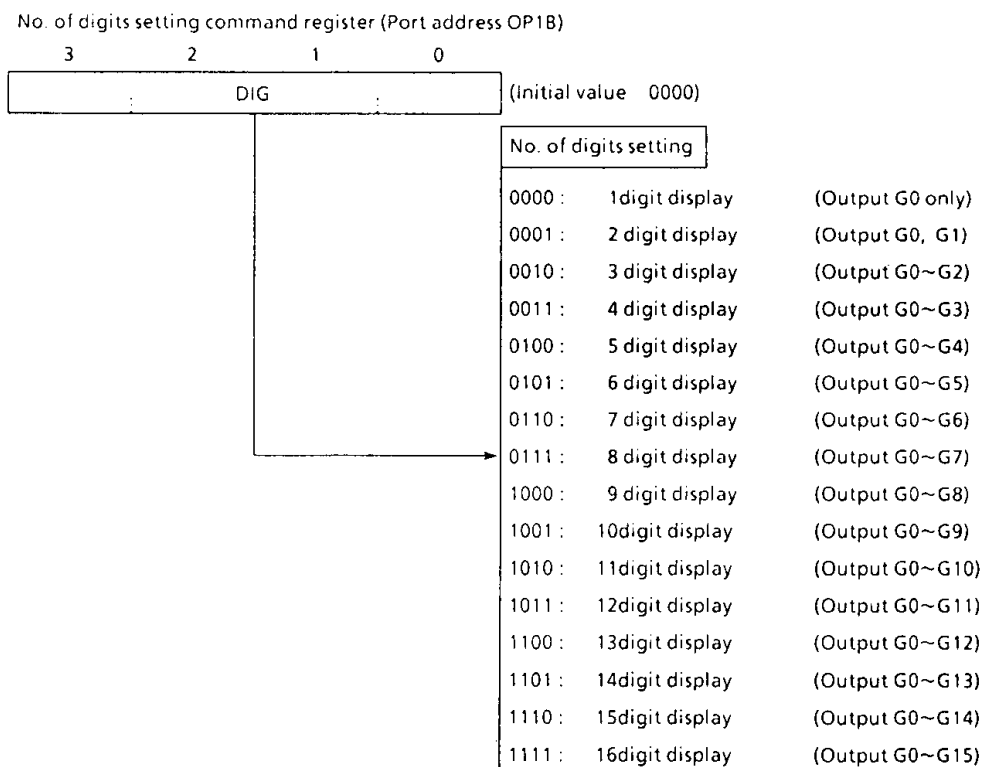 No. of digits setting command register (Port address OP1B)
3 2 1 0
DIG (Initial value 0000)
No. of digits setting
0000 : 1digit display (Output G0 only)
0001 : 2 digit display (Output G0, G1)
0010 : 3 digit display (Output G0~G2)
0011 : 4 digit display (Output G0~G3)
0100 : 5 digit display (Output G0~G4)
0101 : 6 digit display (Output G0~G5)
0110 : 7 digit display (Output G0~G6)
0111 : 8 digit display (Output G0~G7)
1000 : 9 digit display (Output G0~G8)
1001 : 10digit display (Output G0~G9)
1010 : 11digit display (Output G0~G10)
1011 : 12digit display (Output G0~G11)
1100 : 13digit display (Output G0~G12)
1101 : 14digit display (Output G0~G13)
1110 : 15digit display (Output G0~G14)
1111 : 16digit display (Output G0~G15)